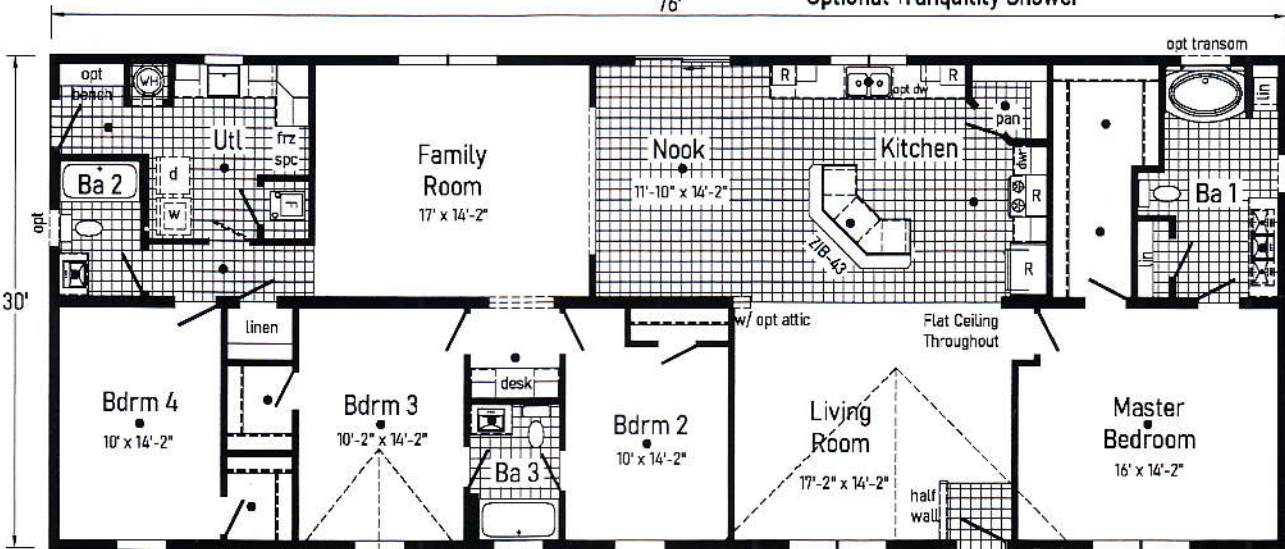 76'
Optional Tranquility Shower
opt transom
30'
opt
bench
WH
Utl
frz
spc
Ba 2
d
w
F
opt
Family
Room
17' x 14'-2"
Nook
11'-10" x 14'-2"
R
opt dw
R
Kitchen
pan
dwr
R
R
ZIB-43
lin
Ba 1
lin
linen
w/ opt attic
Flat Ceiling
Throughout
desk
Bdrm 4
10' x 14'-2"
Bdrm 3
10'-2" x 14'-2"
Ba 3
Bdrm 2
10' x 14'-2"
Living
Room
17'-2" x 14'-2"
half
wall
Master
Bedroom
16' x 14'-2"